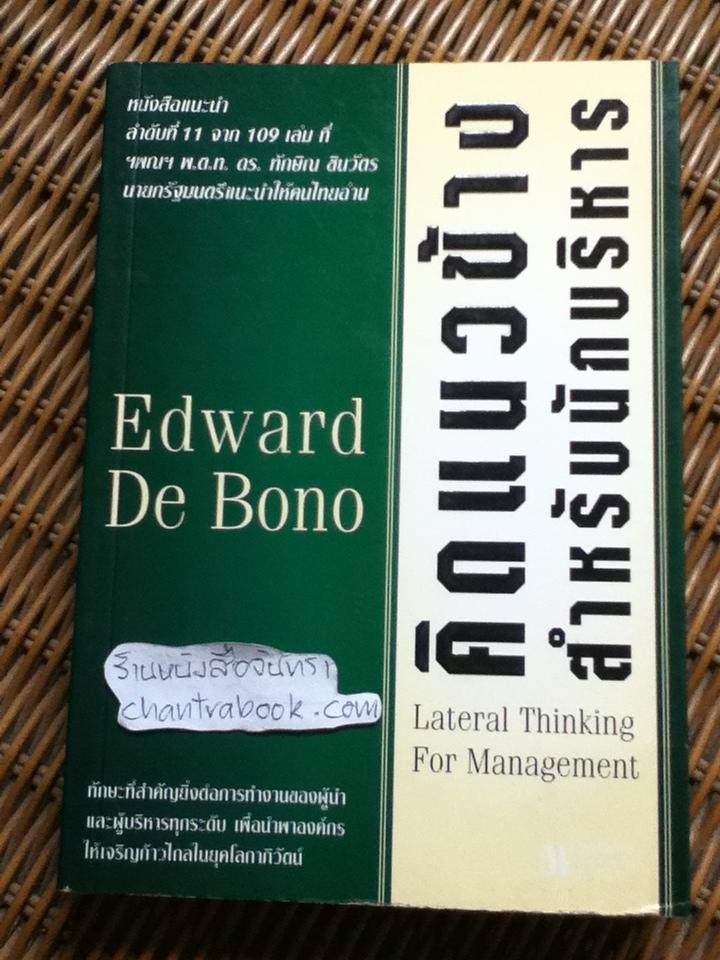 หนังสือแนะนำ
ลำดับที่ 11 จาก 109 เล่ม ที่
ฯพณฯ พ.ต.ท. ดร. ทักษิณ ชินวัตร
นายกรัฐมนตรีแนะนำให้คนไทยอ่าน
Edward
De Bono
คิดแนวข้าง
สำหรับนักบริหาร
Lateral Thinking
For Management
ร้านหนังสือจันทรา
chantrabook.com
ทักษะที่สำคัญยิ่งต่อการทำงานของผู้นำ
และผู้บริหารทุกระดับ เพื่อนำพาองค์กร
ให้เจริญก้าวไกลในยุคโลกาภิวัตน์